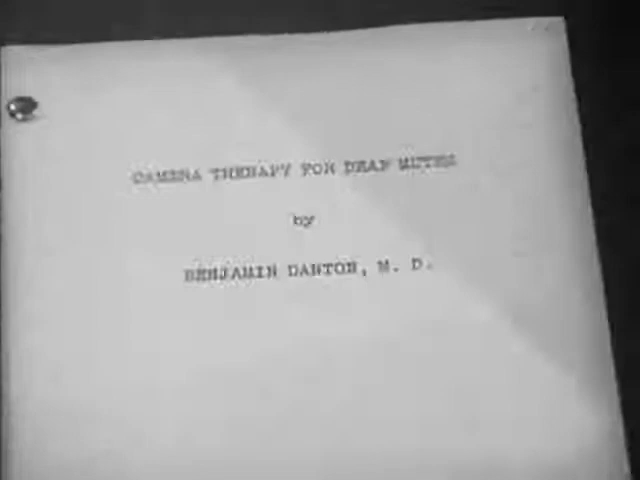 CAMERA THERAPY FOR DEAF MUTES
by
BENJAMIN DANTON, M. D.